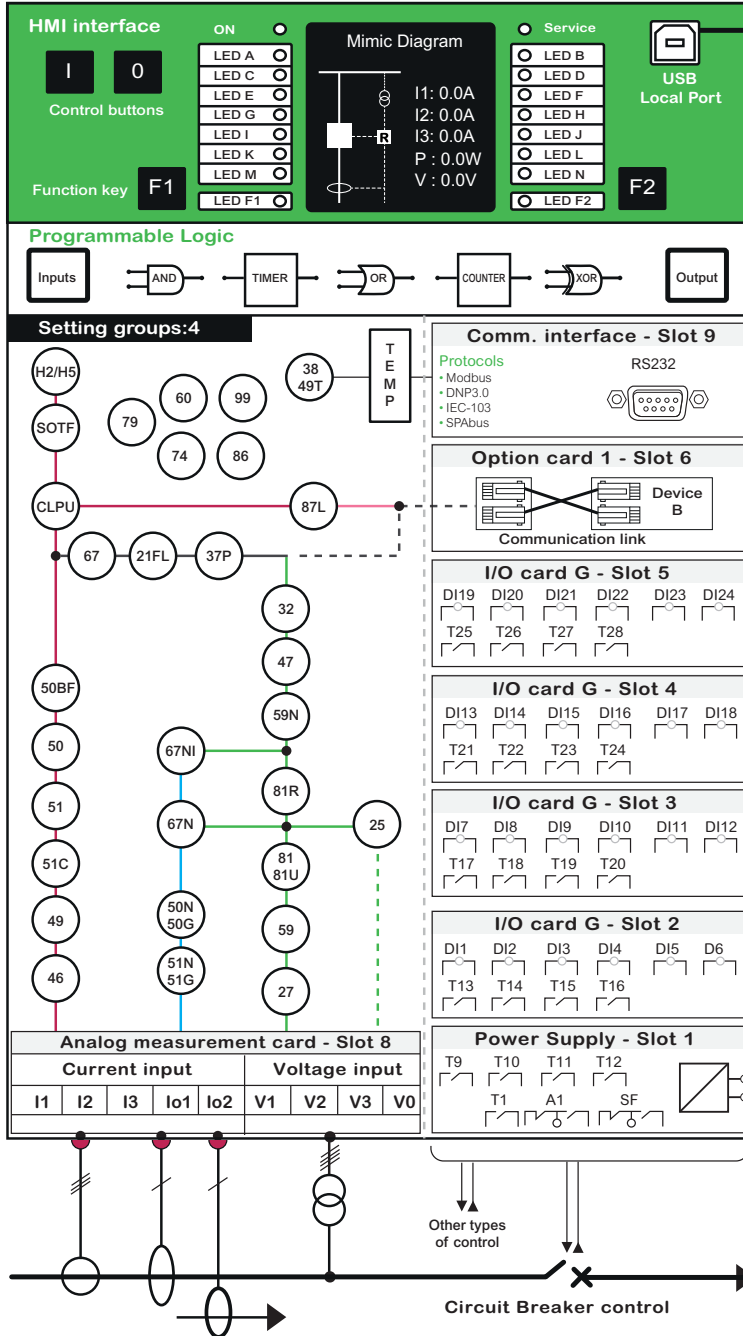 HMI interface
ON
Mimic Diagram
Service
I
0
Control buttons
LED A
LED C
LED E
LED G
LED I
LED K
LED M
LED F1
Function key
F1
R
I1: 0.0A
I2: 0.0A
I3: 0.0A
P : 0.0W
V : 0.0V
LED B
LED D
LED F
LED H
LED J
LED L
LED N
LED F2
F2
USB
Local Port
Programmable Logic
Inputs
AND
TIMER
OR
COUNTER
XOR
Output
Setting groups:4
H2/H5
SOTF
CLPU
79
60
99
74
86
38
49T
TEMP
87L
67
21FL
37P
32
47
59N
50BF
50
67NI
81R
51
67N
25
51C
81
81U
49
50N
50G
59
46
51N
51G
27
Comm. interface - Slot 9
Protocols
• Modbus
• DNP3.0
• IEC-103
• SPAbus
RS232
Option card 1 - Slot 6
Device
B
Communication link
I/O card G - Slot 5
DI19 DI20 DI21 DI22 DI23 DI24
T25 T26 T27 T28
I/O card G - Slot 4
DI13 DI14 DI15 DI16 DI17 DI18
T21 T22 T23 T24
I/O card G - Slot 3
DI7 DI8 DI9 DI10 DI11 DI12
T17 T18 T19 T20
I/O card G - Slot 2
DI1 DI2 DI3 DI4 DI5 D6
T13 T14 T15 T16
Power Supply - Slot 1
T9 T10 T11 T12
T1 A1 SF
Analog measurement card - Slot 8
Current input Voltage input
I1 I2 I3 Io1 Io2 V1 V2 V3 V0
Other types
of control
Circuit Breaker control